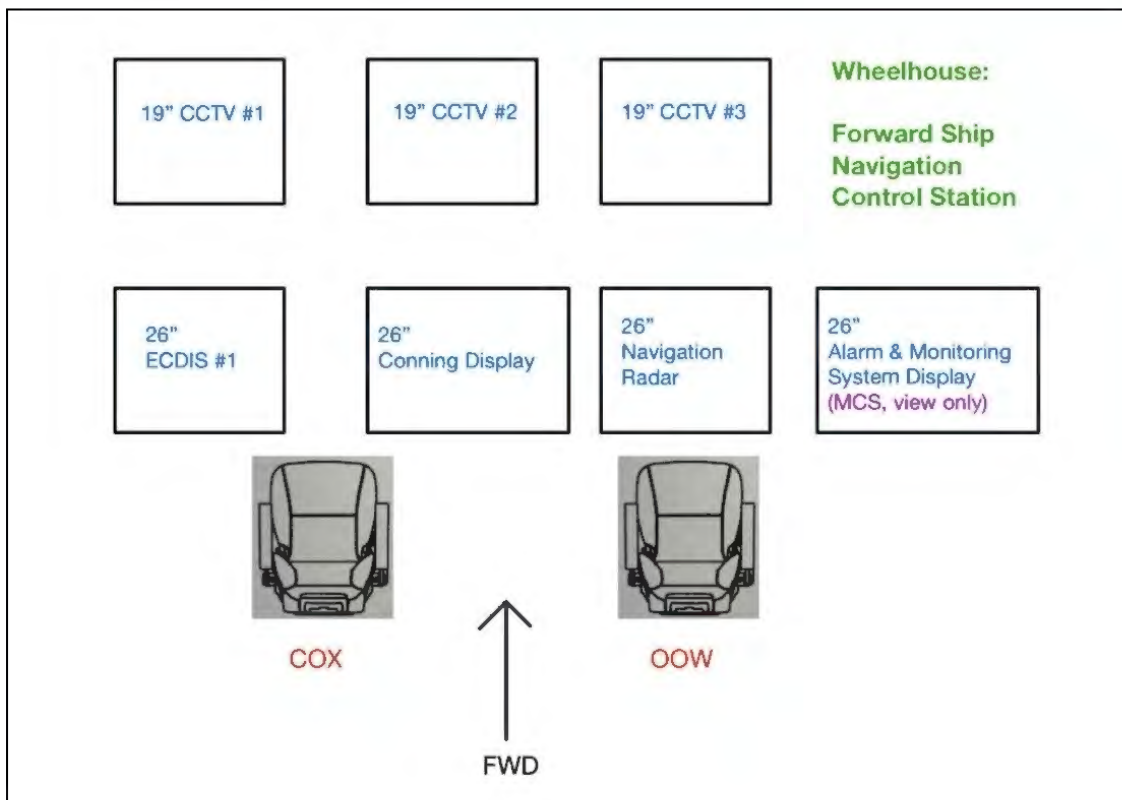 19” CCTV #1
19” CCTV #2
19” CCTV #3
Wheelhouse:
Forward Ship
Navigation
Control Station
26”
ECDIS #1
26”
Conning Display
26”
Navigation
Radar
26”
Alarm & Monitoring
System Display
(MCS, view only)
COX
OOW
FWD